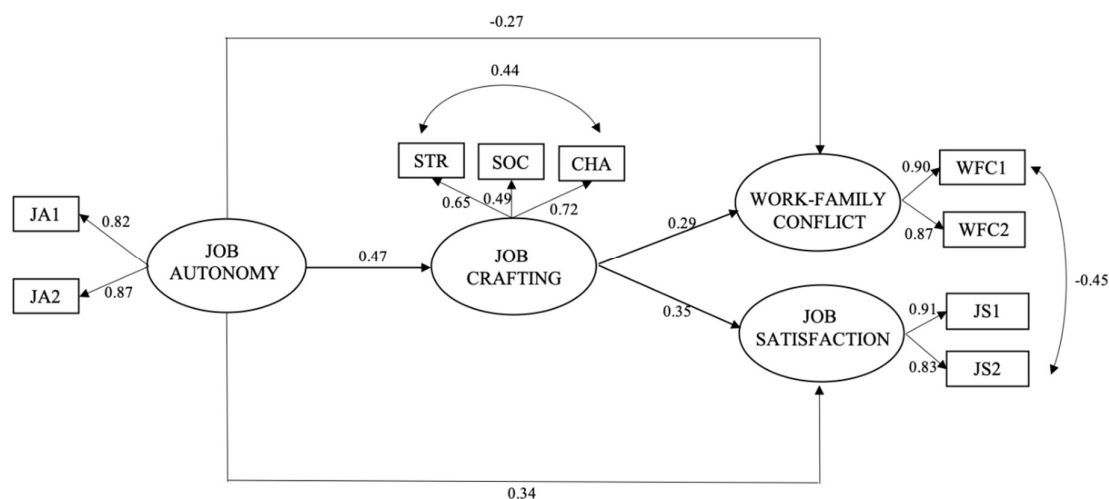 -0.27
0.44
STR
SOC
CHA
0.65
0.49
0.72
JA1
0.82
JA2
0.87
JOB
AUTONOMY
0.47
JOB
CRAFTING
0.29
0.35
WORK-FAMILY
CONFLICT
0.90
WFC1
0.87
WFC2
-0.45
JOB
SATISFACTION
0.91
JS1
0.83
JS2
0.34